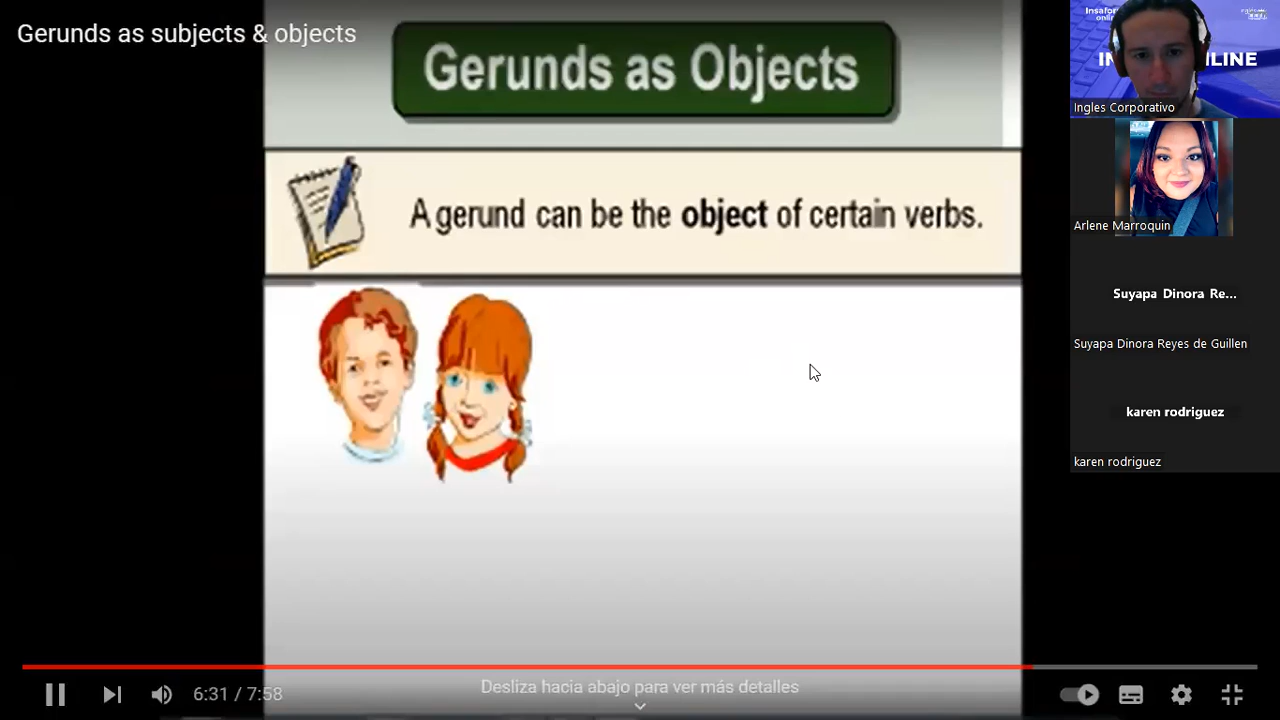 Gerunds as subjects & objects
Gerunds as Objects
A gerund can be the object of certain verbs.
Ingles Corporativo
Arlene Marroquin
Suyapa Dinora Re...
Suyapa Dinora Reyes de Guillen
karen rodriguez
karen rodriguez
6:31 / 7:58
Desliza hacia abajo para ver más detalles